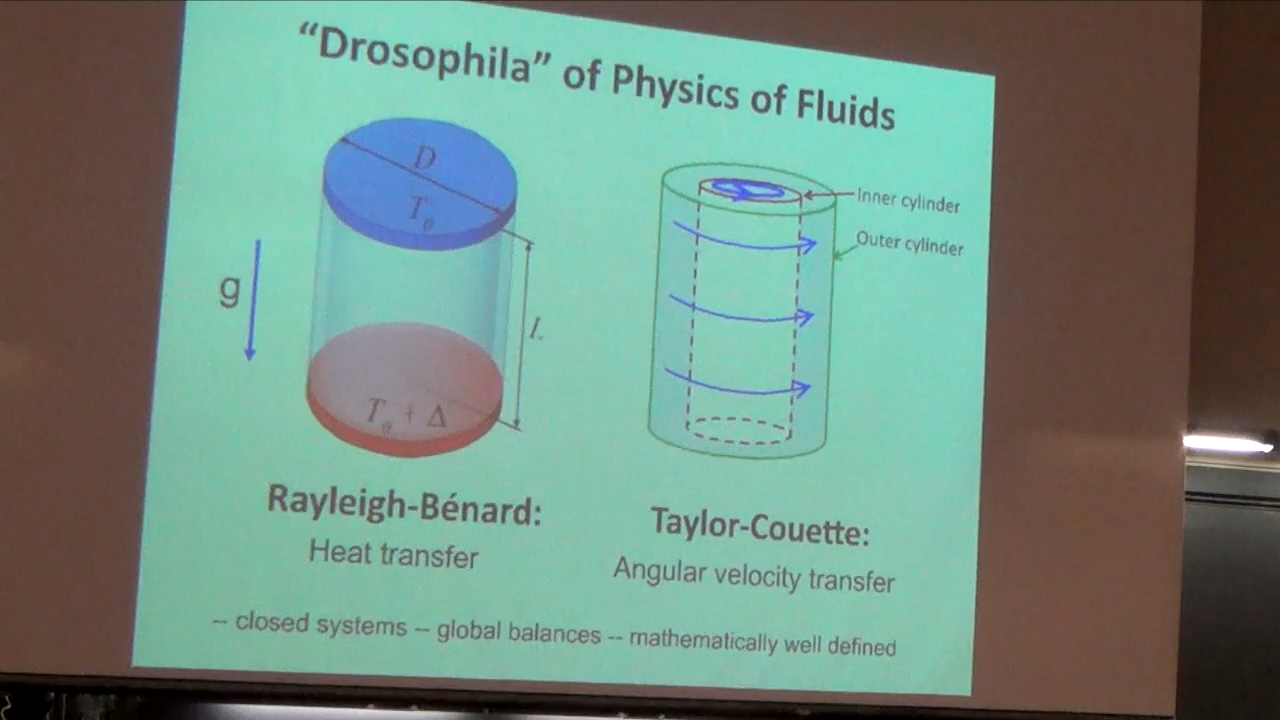 "Drosophila" of Physics of Fluids
D
T₀
g
L
T₀ + Δ
Inner cylinder
Outer cylinder
Rayleigh-Bénard:
Heat transfer
Taylor-Couette:
Angular velocity transfer
-- closed systems -- global balances -- mathematically well defined